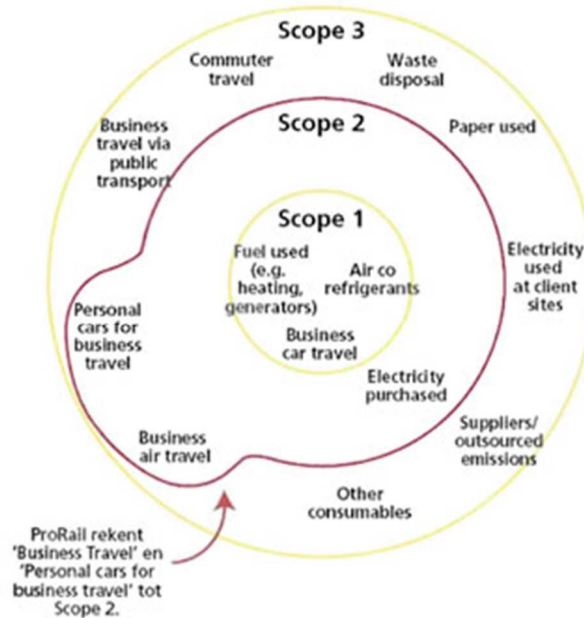 Scope 3
Commuter
travel
Waste
disposal
Business
travel via
public
transport
Scope 2
Paper used
Scope 1
Fuel used
(e.g.
heating,
generators)
Air co
refrigerants
Business
car travel
Electricity
used
at client
sites
Personal
cars for
business
travel
Electricity
purchased
Business
air travel
Suppliers/
outsourced
emissions
Other
consumables
ProRail rekent
'Business Travel' en
'Personal cars for
business travel' tot
Scope 2.